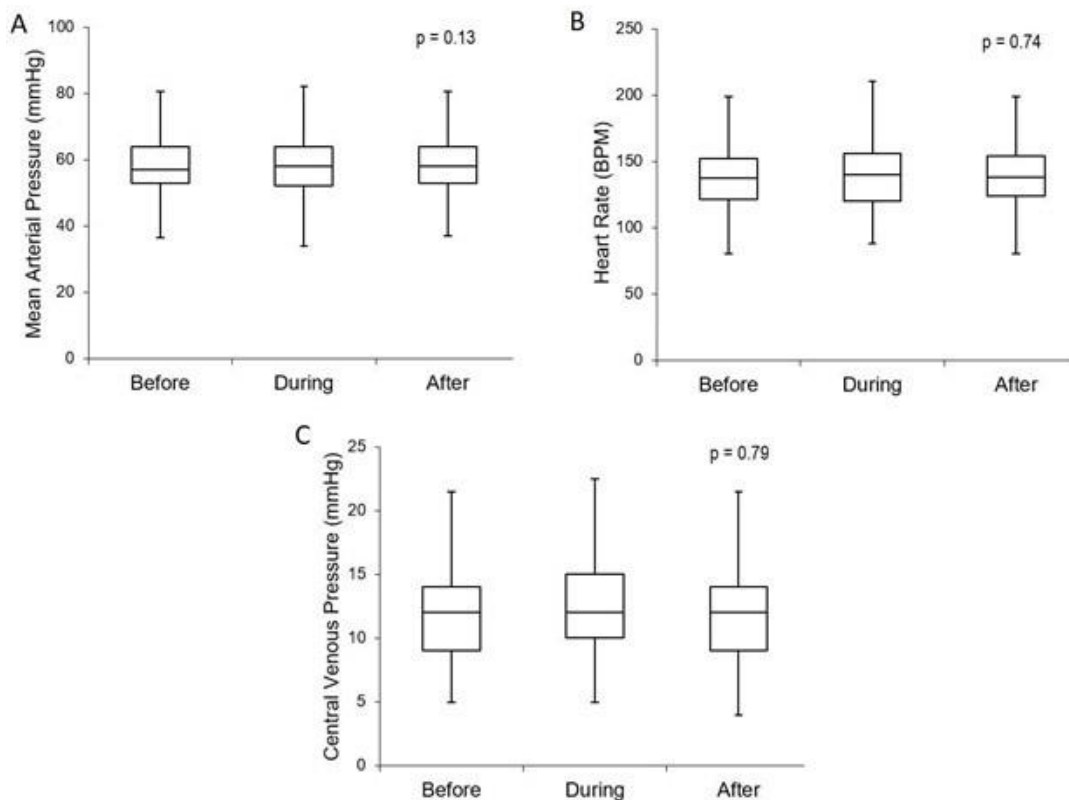 A
Mean Arterial Pressure (mmHg)
100
80
60
40
20
0
p = 0.13
Before During After
B
Heart Rate (BPM)
250
200
150
100
50
0
p = 0.74
Before During After
C
Central Venous Pressure (mmHg)
25
20
15
10
5
0
p = 0.79
Before During After